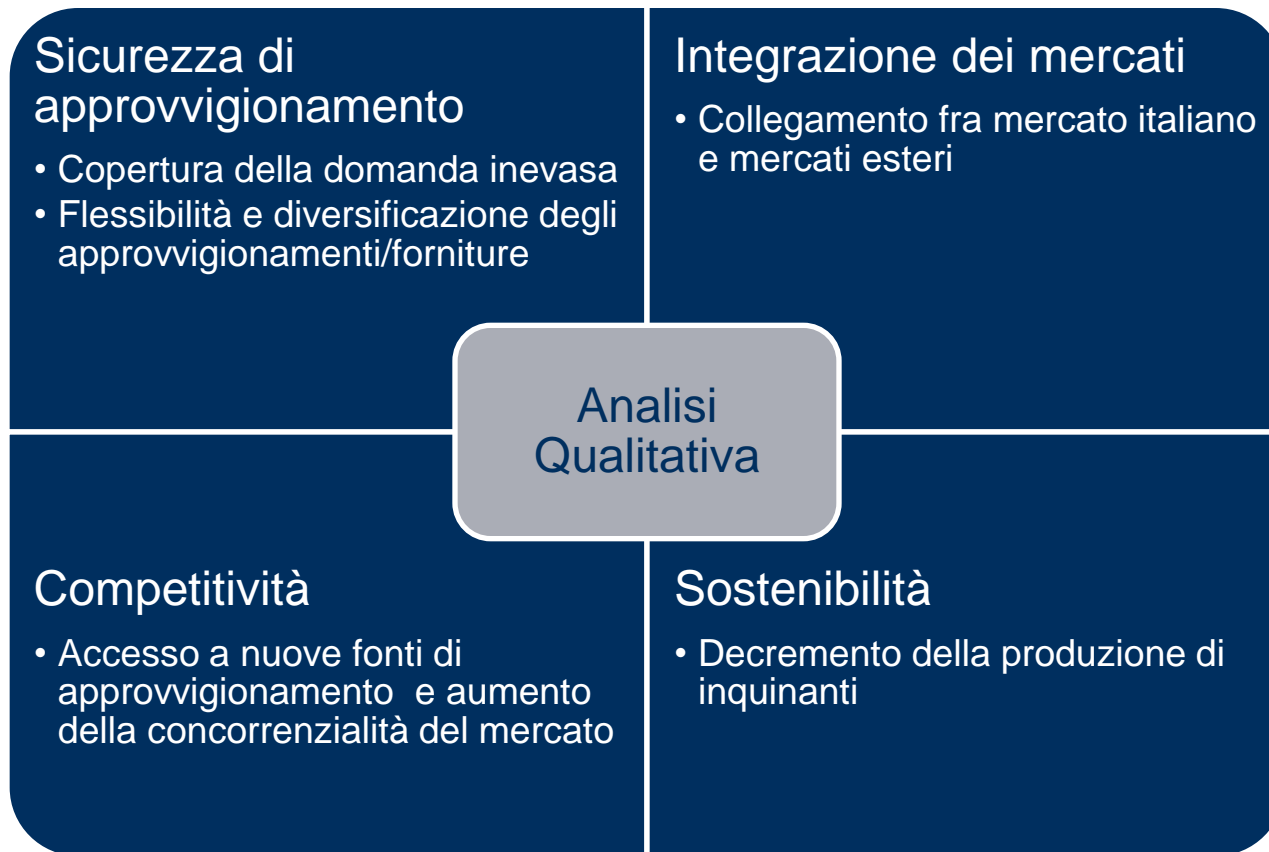 Sicurezza di
approvvigionamento
• Copertura della domanda inevasa
• Flessibilità e diversificazione degli
approvvigionamenti/forniture
Integrazione dei mercati
• Collegamento fra mercato italiano
e mercati esteri
Analisi
Qualitativa
Competitività
• Accesso a nuove fonti di
approvvigionamento e aumento
della concorrenzialità del mercato
Sostenibilità
• Decremento della produzione di
inquinanti